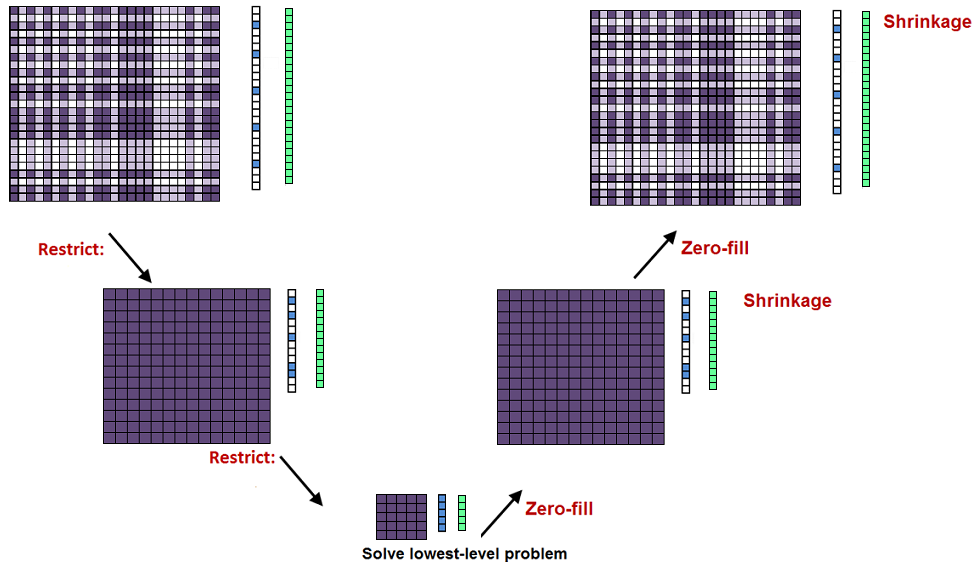 Shrinkage
Restrict:
Zero-fill
Shrinkage
Restrict:
Zero-fill
Solve lowest-level problem